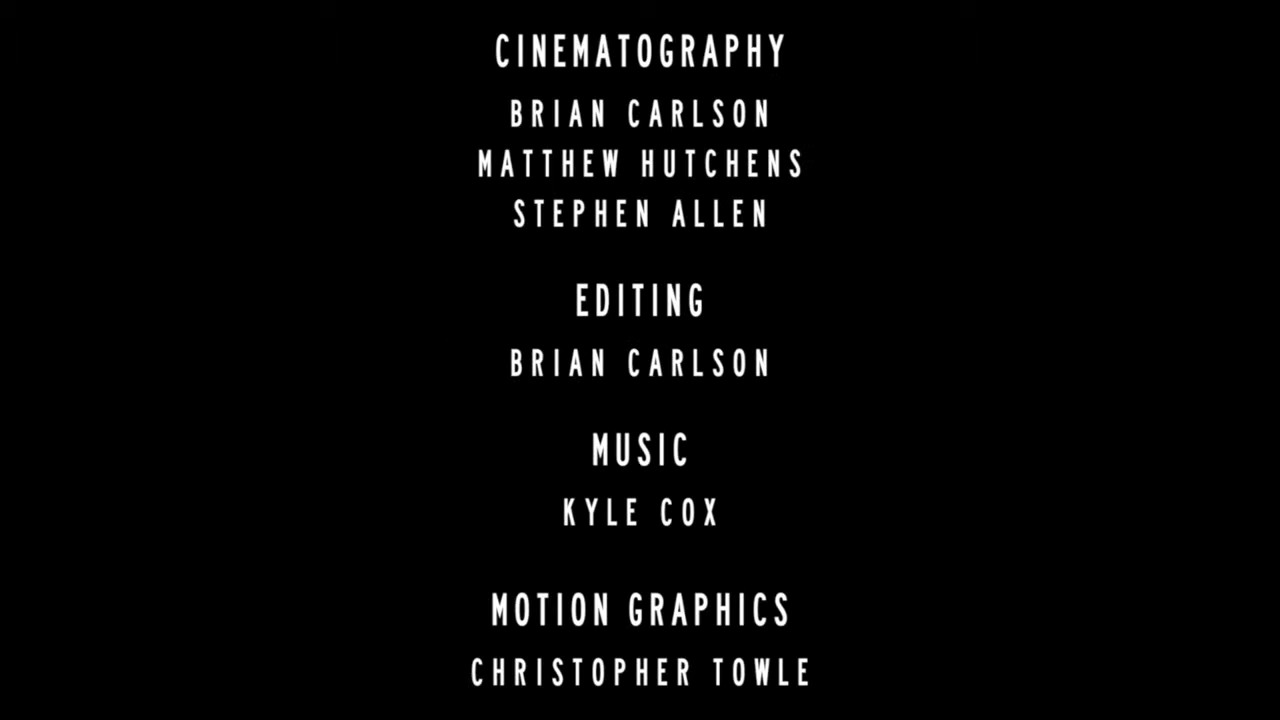 CINEMATOGRAPHY
BRIAN CARLSON
MATTHEW HUTCHENS
STEPHEN ALLEN
EDITING
BRIAN CARLSON
MUSIC
KYLE COX
MOTION GRAPHICS
CHRISTOPHER TOWLE